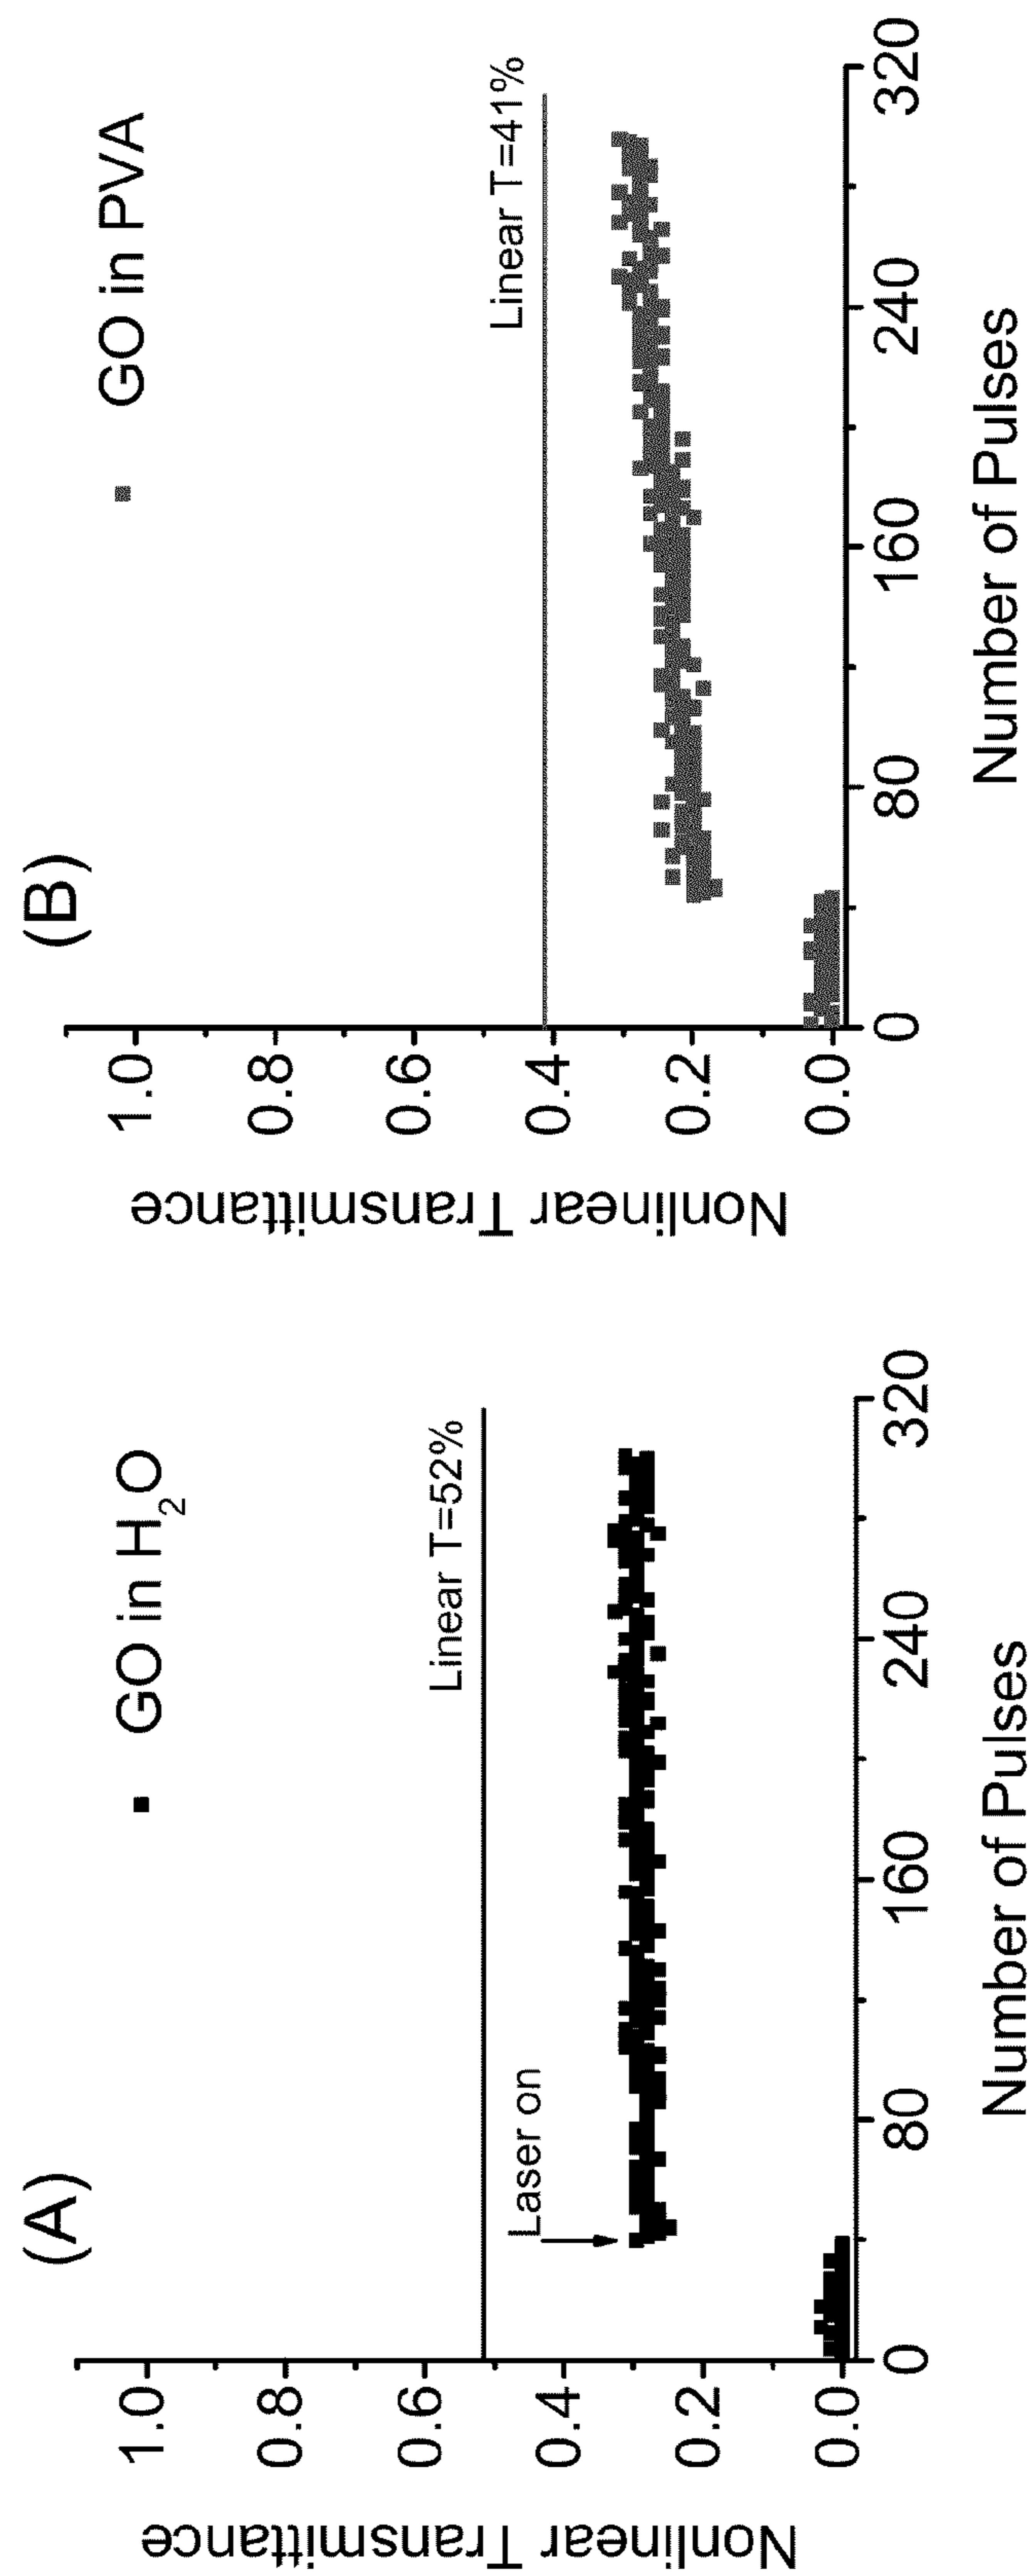 (A)
GO in H2O
Linear T=52%
Laser on
Nonlinear Transmittance
1.0
0.8
0.6
0.4
0.2
0.0
0 80 160 240 320
Number of Pulses
(B)
GO in PVA
Linear T=41%
Nonlinear Transmittance
1.0
0.8
0.6
0.4
0.2
0.0
0 80 160 240 320
Number of Pulses